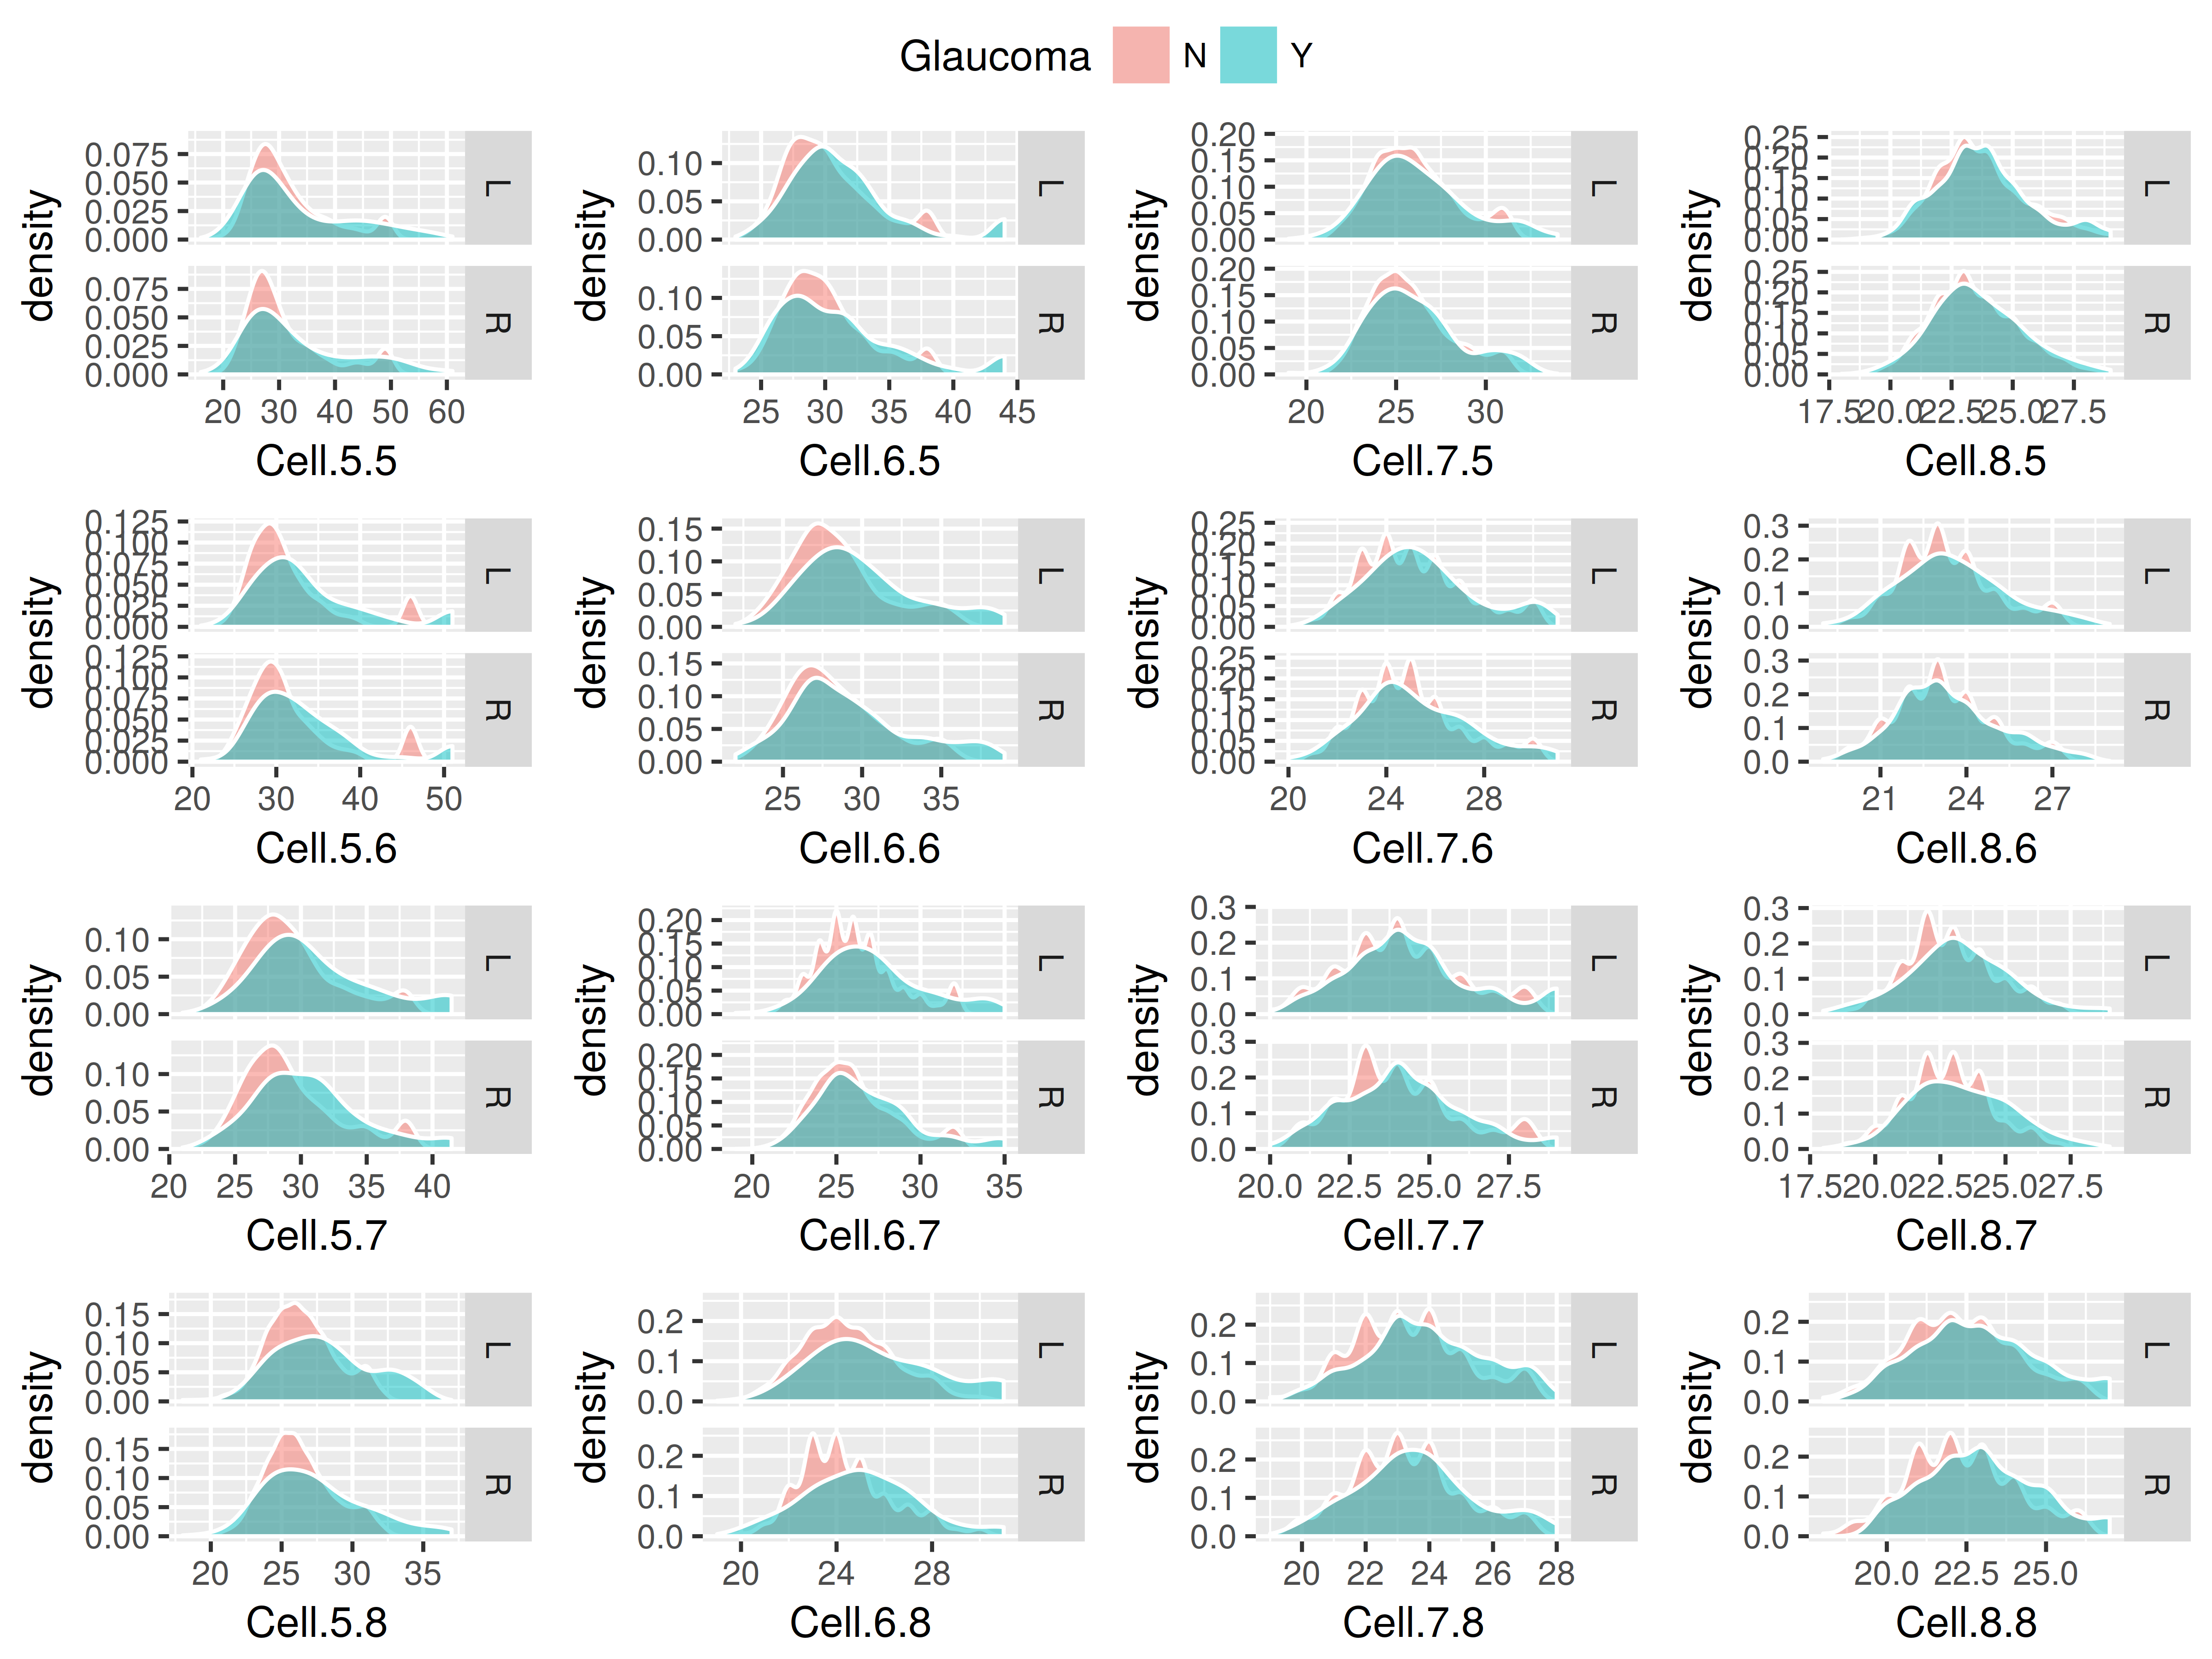 Glaucoma N Y
density 0.075 0.050 0.025 0.000 L
0.075 0.050 0.025 0.000 R
20 30 40 50 60
Cell.5.5
density 0.10 0.05 0.00 L
0.10 0.05 0.00 R
25 30 35 40 45
Cell.6.5
density 0.20 0.15 0.10 0.05 0.00 L
0.20 0.15 0.10 0.05 0.00 R
20 25 30
Cell.7.5
density 0.25 0.20 0.15 0.10 0.05 0.00 L
0.25 0.20 0.15 0.10 0.05 0.00 R
17.5 20.0 22.5 25.0 27.5
Cell.8.5
density 0.125 0.100 0.075 0.050 0.025 0.000 L
0.125 0.100 0.075 0.050 0.025 0.000 R
20 30 40 50
Cell.5.6
density 0.15 0.10 0.05 0.00 L
0.15 0.10 0.05 0.00 R
25 30 35
Cell.6.6
density 0.25 0.20 0.15 0.10 0.05 0.00 L
0.25 0.20 0.15 0.10 0.05 0.00 R
20 24 28
Cell.7.6
density 0.3 0.2 0.1 0.0 L
0.3 0.2 0.1 0.0 R
21 24 27
Cell.8.6
density 0.10 0.05 0.00 L
0.10 0.05 0.00 R
20 25 30 35 40
Cell.5.7
density 0.20 0.15 0.10 0.05 0.00 L
0.20 0.15 0.10 0.05 0.00 R
20 25 30 35
Cell.6.7
density 0.3 0.2 0.1 0.0 L
0.3 0.2 0.1 0.0 R
20.0 22.5 25.0 27.5
Cell.7.7
density 0.3 0.2 0.1 0.0 L
0.3 0.2 0.1 0.0 R
17.5 20.0 22.5 25.0 27.5
Cell.8.7
density 0.15 0.10 0.05 0.00 L
0.15 0.10 0.05 0.00 R
20 25 30 35
Cell.5.8
density 0.2 0.1 0.0 L
0.2 0.1 0.0 R
20 24 28
Cell.6.8
density 0.2 0.1 0.0 L
0.2 0.1 0.0 R
20 22 24 26 28
Cell.7.8
density 0.2 0.1 0.0 L
0.2 0.1 0.0 R
20.0 22.5 25.0
Cell.8.8